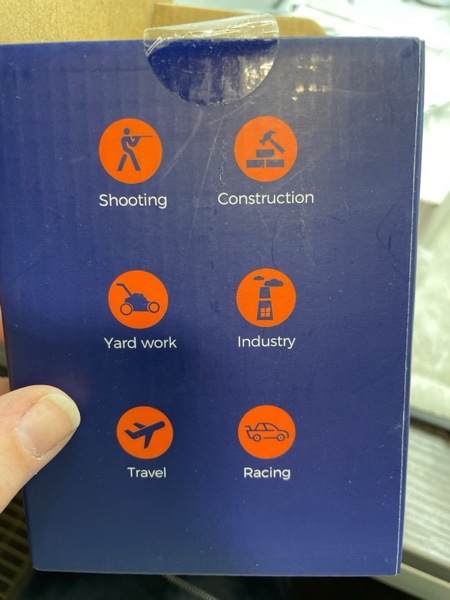 Shooting
Construction
Yard work
Industry
Travel
Racing